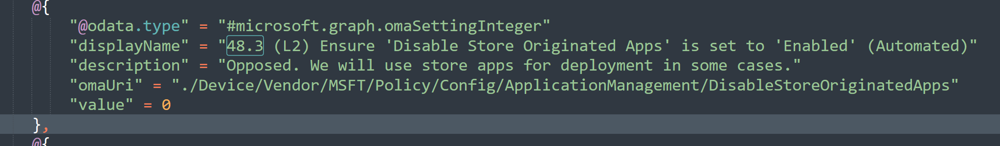 @{
"@odata.type" = "#microsoft.graph.omaSettingInteger"
"displayName" = "48.3 (L2) Ensure 'Disable Store Originated Apps' is set to 'Enabled' (Automated)"
"description" = "Opposed. We will use store apps for deployment in some cases."
"omaUri" = "./Device/Vendor/MSFT/Policy/Config/ApplicationManagement/DisableStoreOriginatedApps"
"value" = 0
},
@{